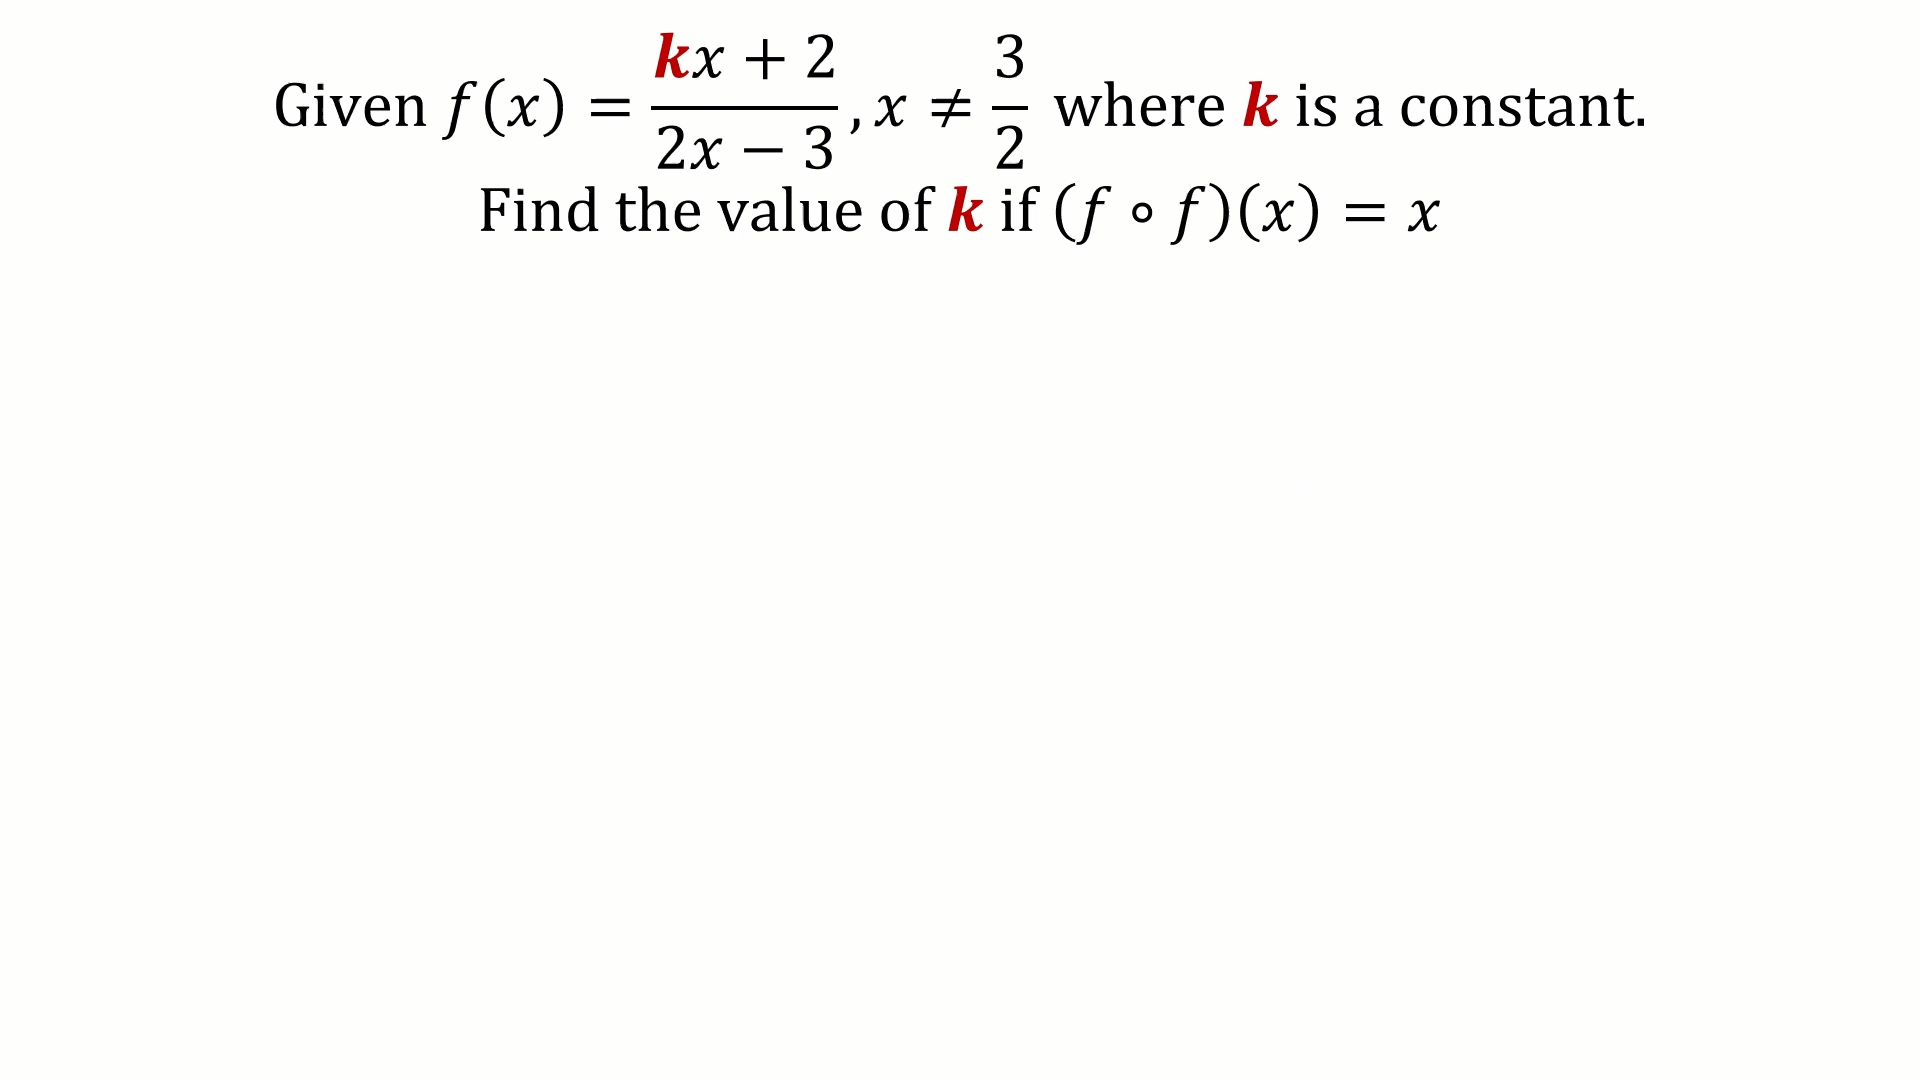 Given f(x) = (kx + 2)/(2x − 3), x ≠ 3/2 where k is a constant.
Find the value of k if (f ∘ f)(x) = x